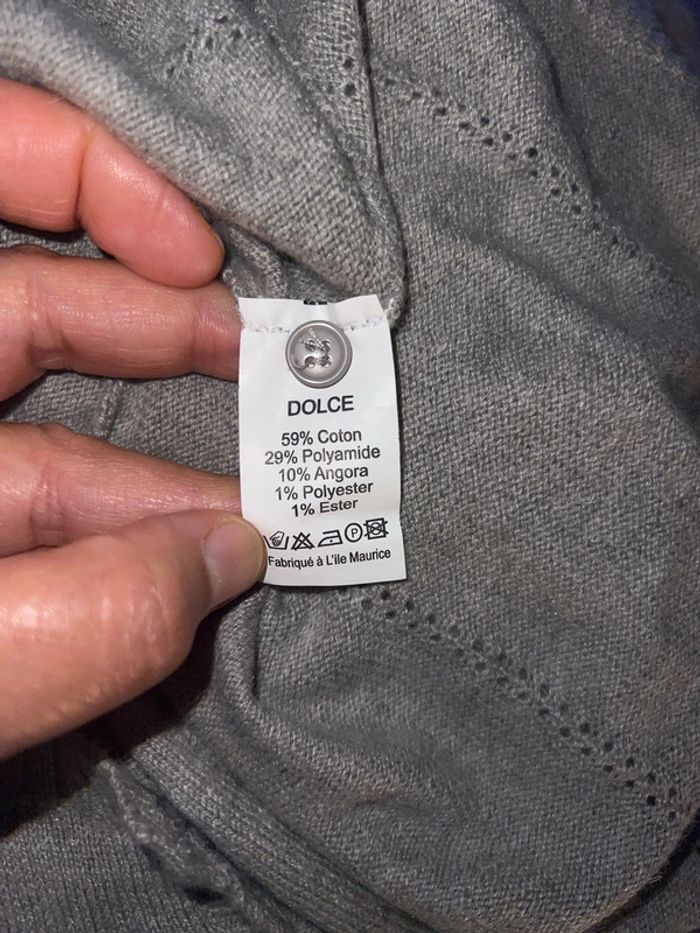 DOLCE
59% Coton
29% Polyamide
10% Angora
1% Polyester
1% Ester
P
Fabriqué à L'ile Maurice